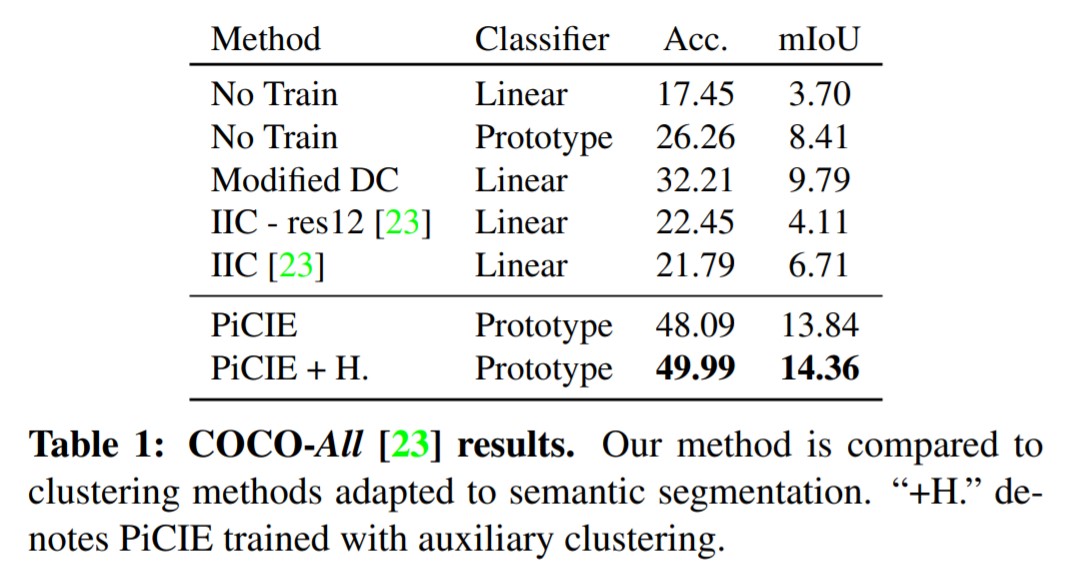 Method Classifier Acc. mIoU
No Train Linear 17.45 3.70
No Train Prototype 26.26 8.41
Modified DC Linear 32.21 9.79
IIC - res12 [23] Linear 22.45 4.11
IIC [23] Linear 21.79 6.71
PiCIE Prototype 48.09 13.84
PiCIE + H. Prototype 49.99 14.36
Table 1: COCO-All [23] results. Our method is compared to
clustering methods adapted to semantic segmentation. “+H.” de-
notes PiCIE trained with auxiliary clustering.